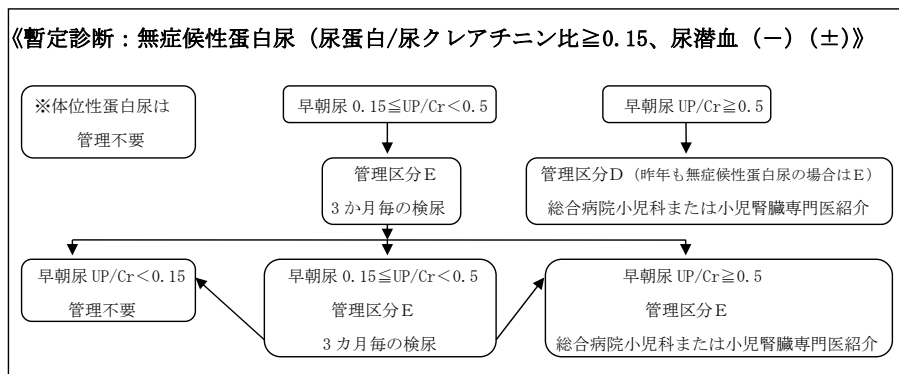 《暫定診断：無症候性蛋白尿（尿蛋白/尿クレアチニン比≧0.15、尿潜血（－）（±）》
※体位性蛋白尿は
管理不要
早朝尿 0.15≦UP/Cr＜0.5
早朝尿 UP/Cr≧0.5
管理区分Ｅ
３か月毎の検尿
管理区分Ｄ（昨年も無症候性蛋白尿の場合はＥ）
総合病院小児科または小児腎臓専門医紹介
早朝尿 UP/Cr＜0.15
管理不要
早朝尿 0.15≦UP/Cr＜0.5
管理区分Ｅ
３カ月毎の検尿
早朝尿 UP/Cr≧0.5
管理区分Ｅ
総合病院小児科または小児腎臓専門医紹介